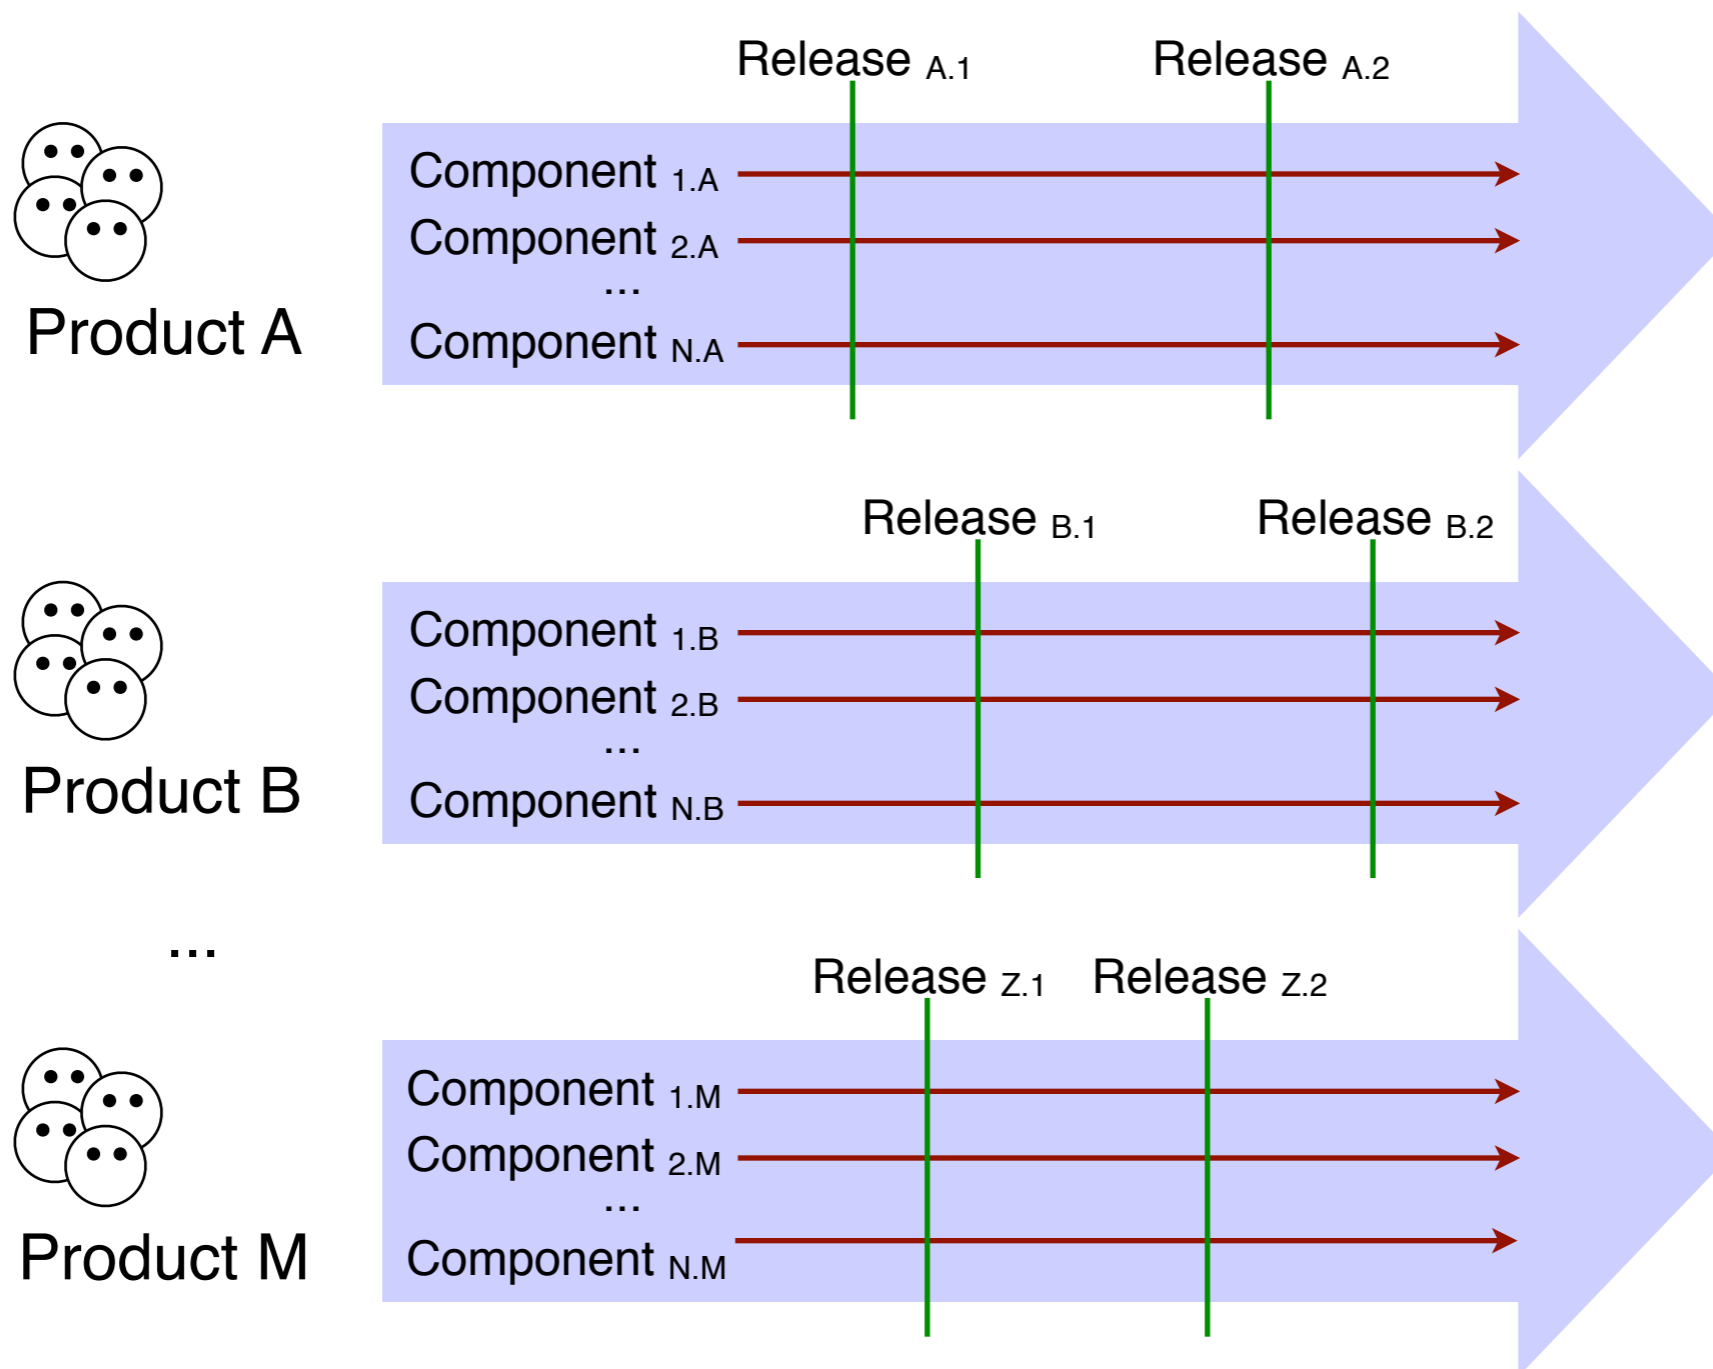 Release A.1 Release A.2
Component 1.A
Component 2.A
...
Product A
Component N.A
Release B.1 Release B.2
Component 1.B
Component 2.B
...
Product B
Component N.B
...
Release Z.1 Release Z.2
Component 1.M
Component 2.M
...
Product M
Component N.M